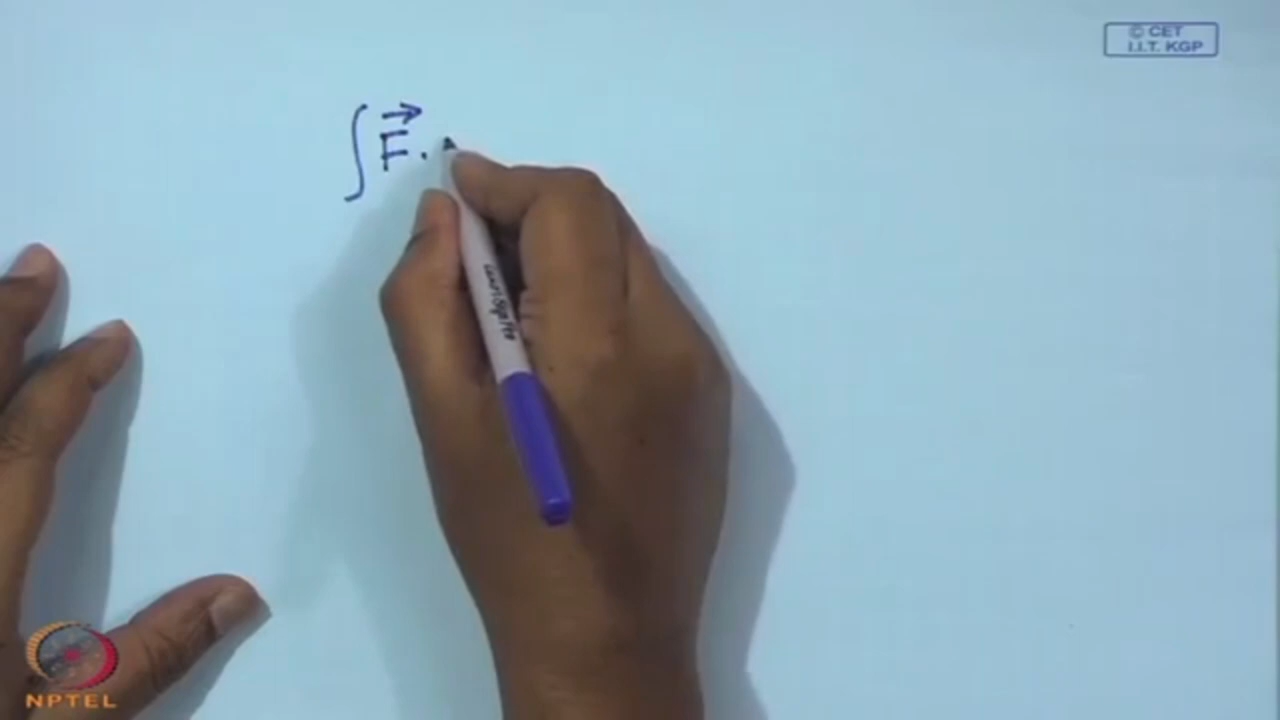 © CET
I.I.T. KGP
∫ F⃗ .
NPTEL